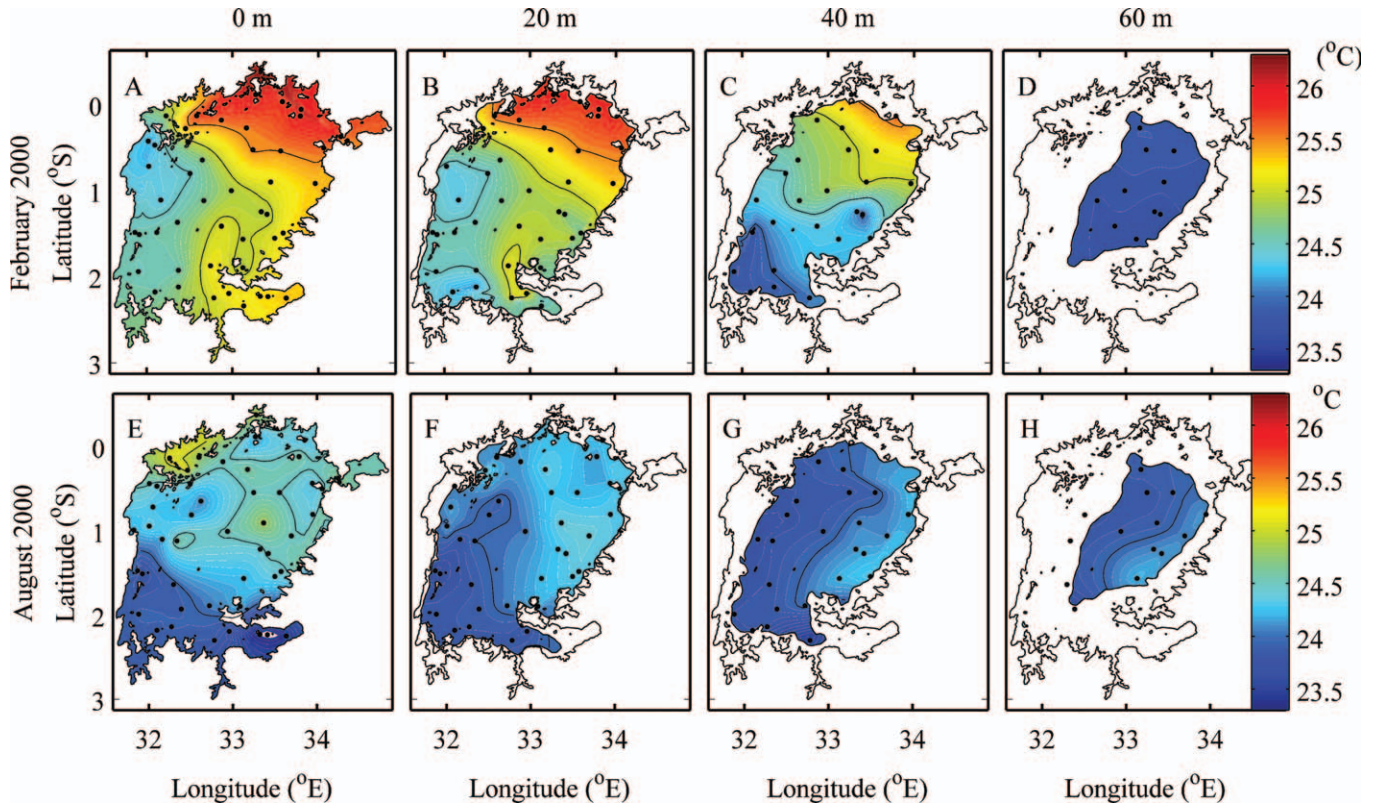 0 m 20 m 40 m 60 m
A B C D (°C)
February 2000
Latitude (°S)
0
1
2
3
26
25.5
25
24.5
24
23.5
E F G H °C
August 2000
Latitude (°S)
0
1
2
3
26
25.5
25
24.5
24
23.5
32 33 34 32 33 34 32 33 34 32 33 34
Longitude (°E) Longitude (°E) Longitude (°E) Longitude (°E)